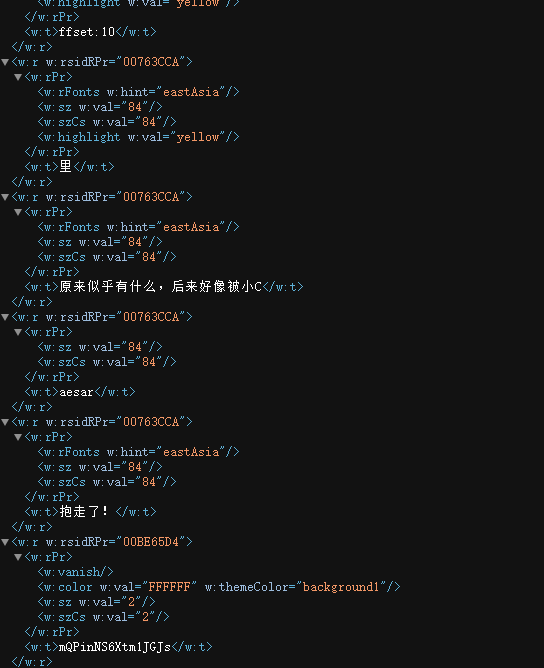 <w:highlight w:val="yellow"/>
</w:rPr>
<w:t>ffset:10</w:t>
</w:r>
▼<w:r w:rsidRPr="00763CCA">
▼<w:rPr>
<w:rFonts w:hint="eastAsia"/>
<w:sz w:val="84"/>
<w:szCs w:val="84"/>
<w:highlight w:val="yellow"/>
</w:rPr>
<w:t>里</w:t>
</w:r>
▼<w:r w:rsidRPr="00763CCA">
▼<w:rPr>
<w:rFonts w:hint="eastAsia"/>
<w:sz w:val="84"/>
<w:szCs w:val="84"/>
</w:rPr>
<w:t>原来似乎有什么，后来好像被小C</w:t>
</w:r>
▼<w:r w:rsidRPr="00763CCA">
▼<w:rPr>
<w:sz w:val="84"/>
<w:szCs w:val="84"/>
</w:rPr>
<w:t>aesar</w:t>
</w:r>
▼<w:r w:rsidRPr="00763CCA">
▼<w:rPr>
<w:rFonts w:hint="eastAsia"/>
<w:sz w:val="84"/>
<w:szCs w:val="84"/>
</w:rPr>
<w:t>抱走了！</w:t>
</w:r>
▼<w:r w:rsidRPr="00BE65D4">
▼<w:rPr>
<w:vanish/>
<w:color w:val="FFFFFF" w:themeColor="background1"/>
<w:sz w:val="2"/>
<w:szCs w:val="2"/>
</w:rPr>
<w:t>mQPinNS6Xtm1JGJs</w:t>
</w:r>